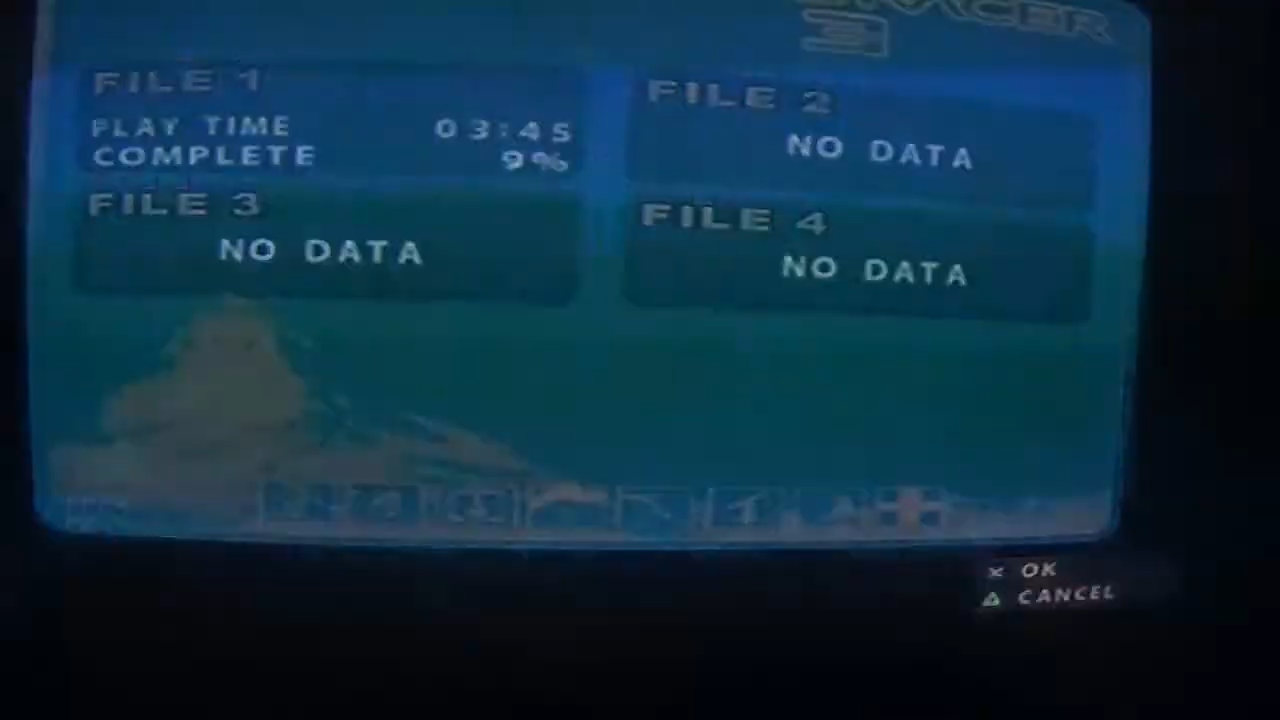 3
FILE 1
PLAY TIME 03:45
COMPLETE 9%
FILE 2
NO DATA
FILE 3
NO DATA
FILE 4
NO DATA
× OK
△ CANCEL